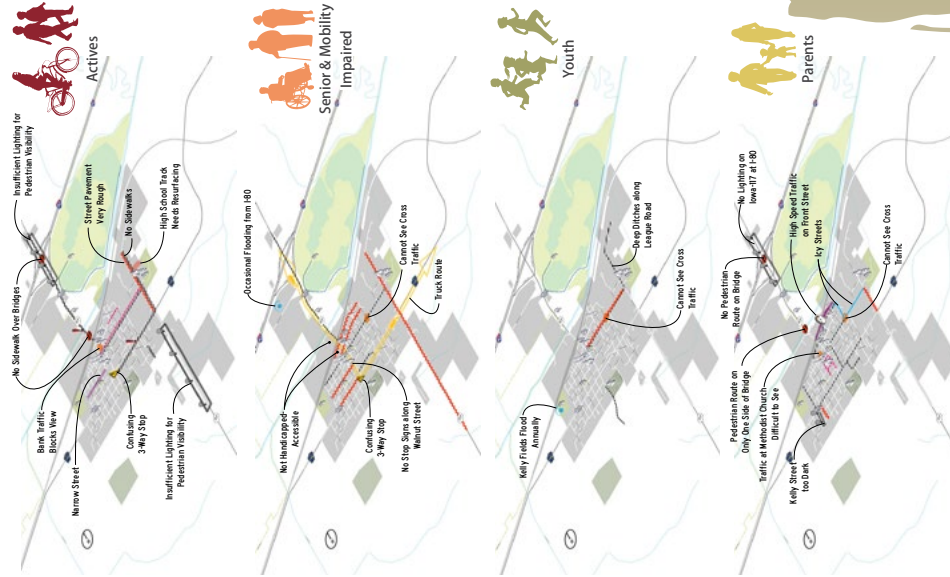 Actives
Insufficient Lighting for
Pedestrian Visibility
No Sidewalk Over Bridges
Street Pavement
Very Rough
No Sidewalks
High School Track
Needs Resurfacing
Bank Traffic
Blocks View
Narrow Street
Confusing
3-Way Stop
Insufficient Lighting for
Pedestrian Visibility
Senior & Mobility
Impaired
Occasional Flooding from I-80
Cannot See Cross
Traffic
Truck Route
Not Handicapped
Accessible
Confusing
3-Way Stop
No Stop Signs along
Walnut Street
Youth
Deep Ditches along
League Road
Cannot See Cross
Traffic
Kelly Fields Flood
Annually
Parents
No Lighting on
Iowa-117 at I-80
High Speed Traffic
on Front Street
Icy Streets
No Pedestrian
Route on Bridge
Cannot See Cross
Traffic
Pedestrian Route on
Only One Side of Bridge
Traffic at Methodist Church
Difficult to See
Kelly Street
too Dark